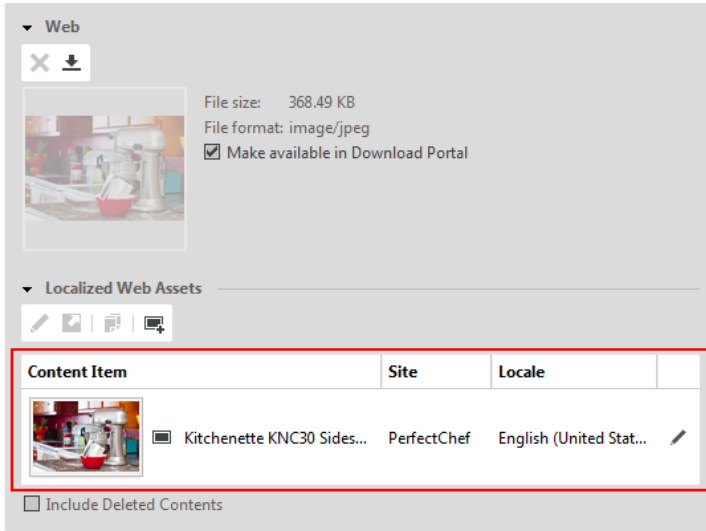 Web
File size: 368.49 KB
File format: image/jpeg
Make available in Download Portal
Localized Web Assets
Content Item Site Locale
Kitchenette KNC30 Sides... PerfectChef English (United Stat...
Include Deleted Contents